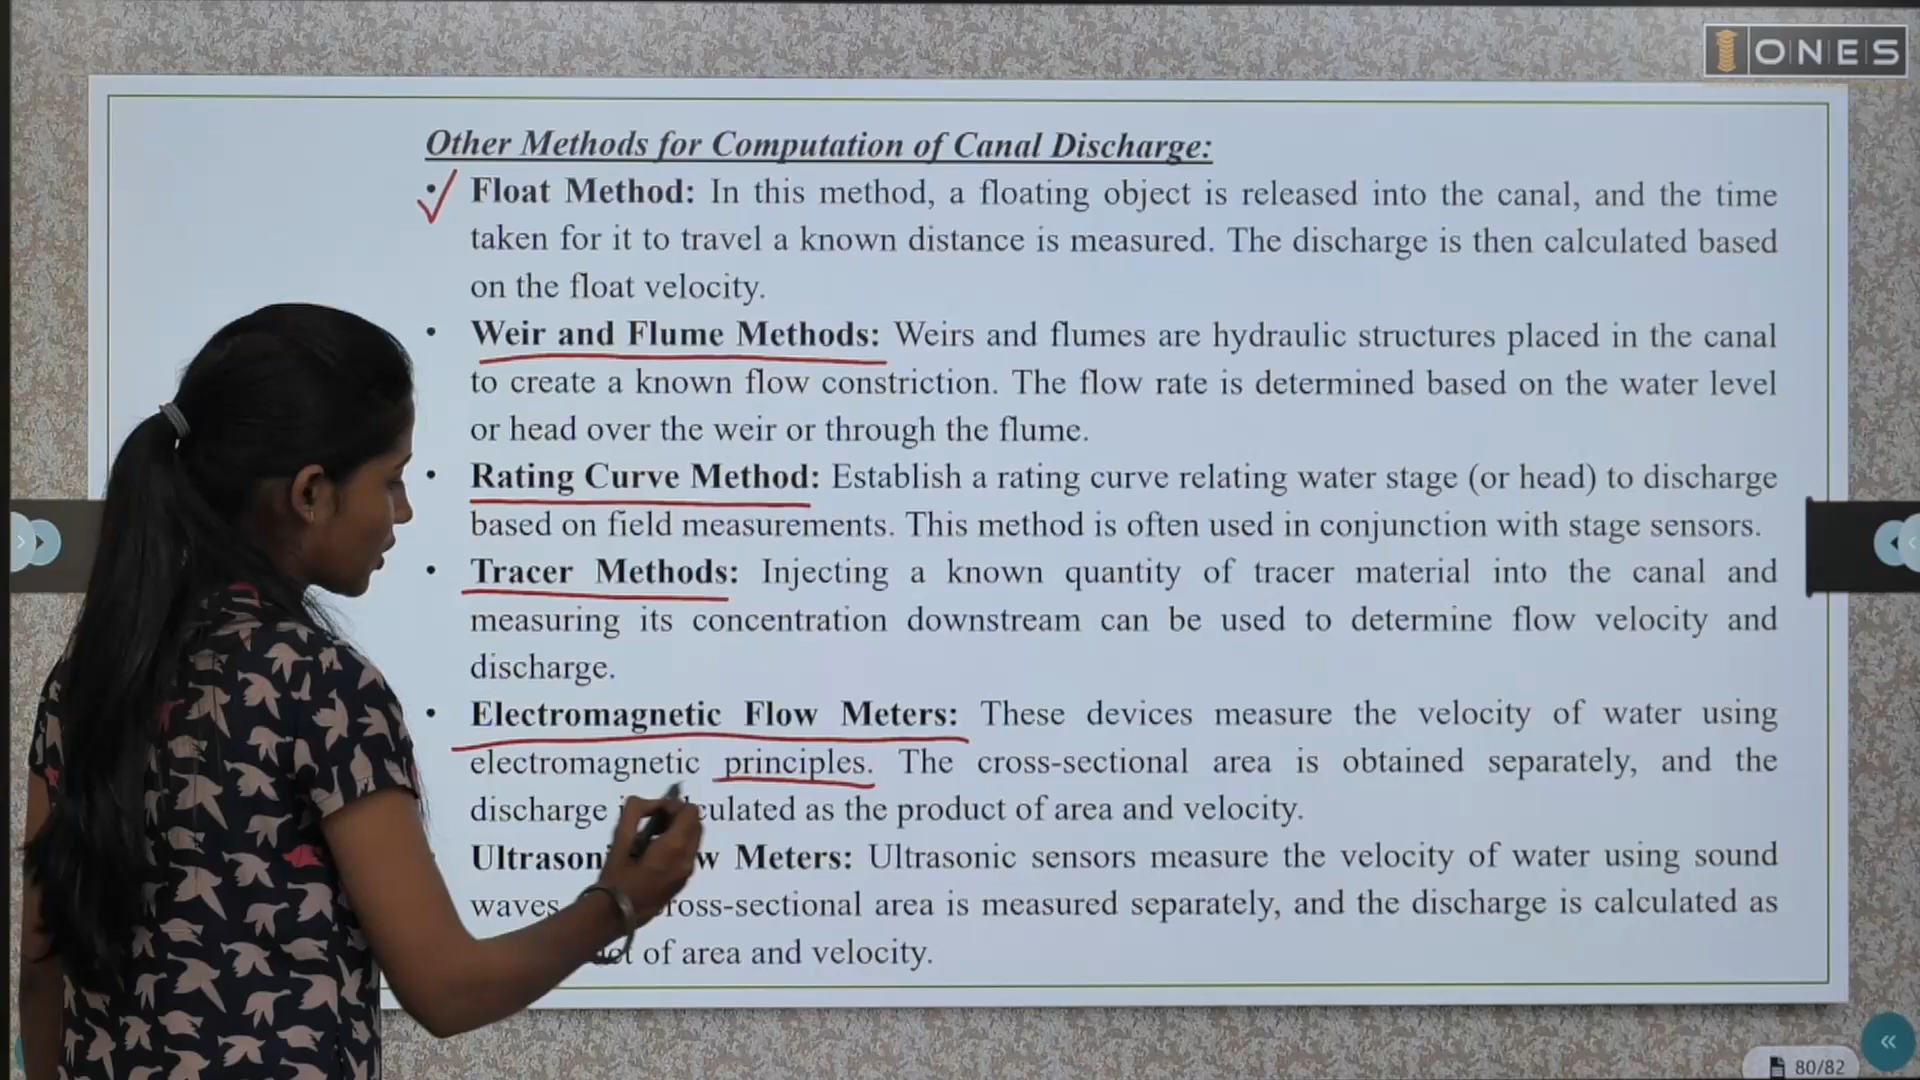 ONES
Other Methods for Computation of Canal Discharge:
• Float Method: In this method, a floating object is released into the canal, and the time
taken for it to travel a known distance is measured. The discharge is then calculated based
on the float velocity.
• Weir and Flume Methods: Weirs and flumes are hydraulic structures placed in the canal
to create a known flow constriction. The flow rate is determined based on the water level
or head over the weir or through the flume.
• Rating Curve Method: Establish a rating curve relating water stage (or head) to discharge
based on field measurements. This method is often used in conjunction with stage sensors.
• Tracer Methods: Injecting a known quantity of tracer material into the canal and
measuring its concentration downstream can be used to determine flow velocity and
discharge.
• Electromagnetic Flow Meters: These devices measure the velocity of water using
electromagnetic principles. The cross-sectional area is obtained separately, and the
discharge culated as the product of area and velocity.
Ultrason w Meters: Ultrasonic sensors measure the velocity of water using sound
waves ross-sectional area is measured separately, and the discharge is calculated as
of area and velocity.
80/82